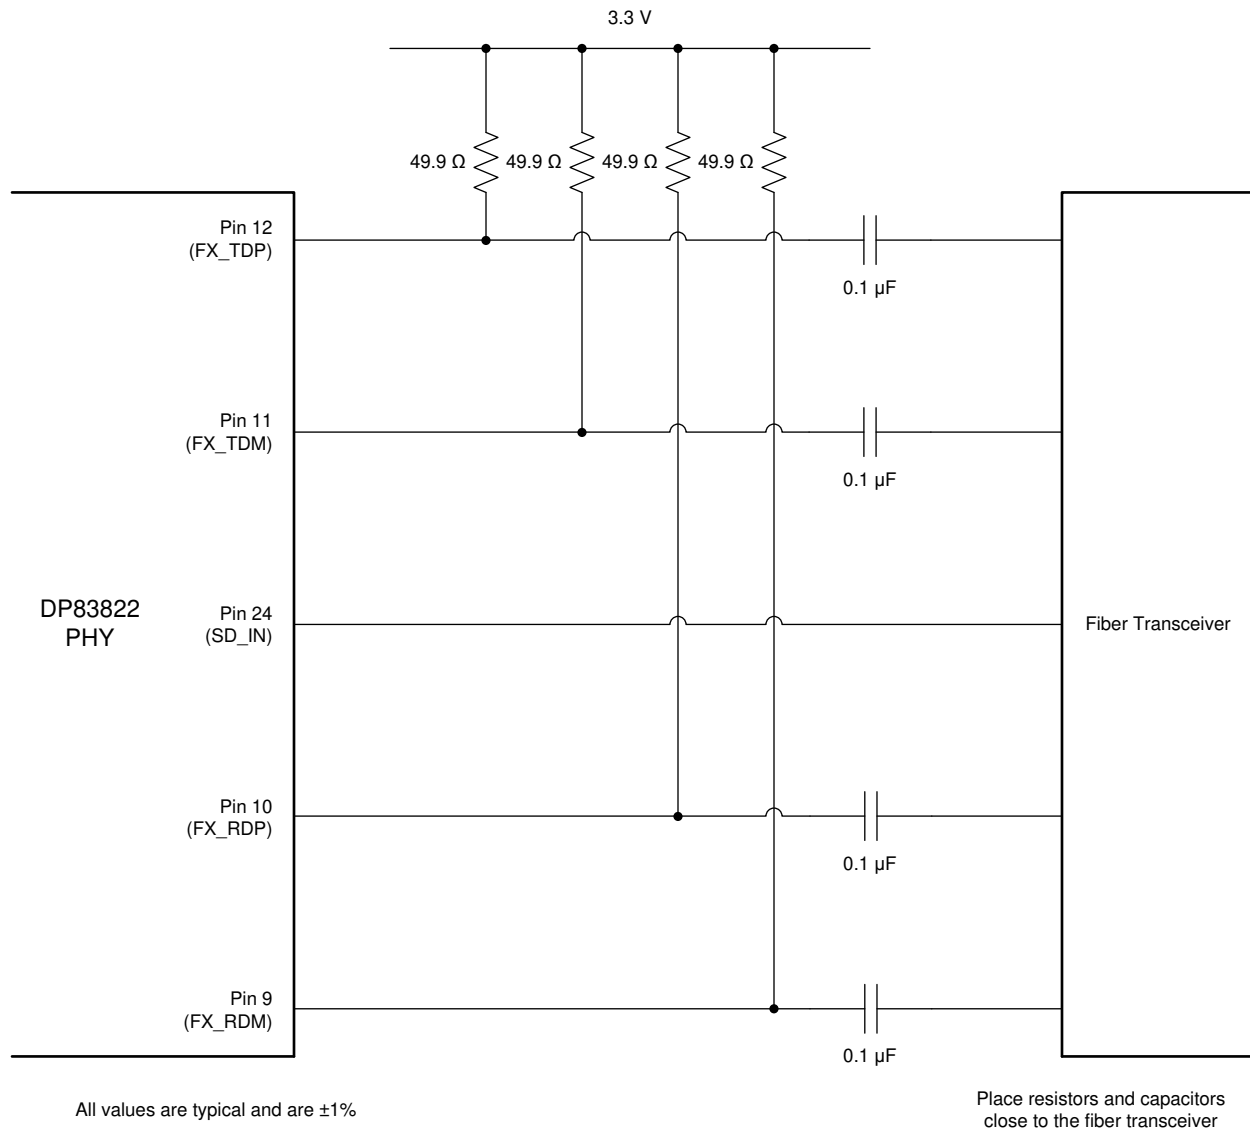 3.3 V
49.9 Ω
49.9 Ω
49.9 Ω
49.9 Ω
Pin 12
(FX_TDP)
0.1 µF
Pin 11
(FX_TDM)
0.1 µF
DP83822
PHY
Pin 24
(SD_IN)
Fiber Transceiver
Pin 10
(FX_RDP)
0.1 µF
Pin 9
(FX_RDM)
0.1 µF
All values are typical and are ±1%
Place resistors and capacitors
close to the fiber transceiver